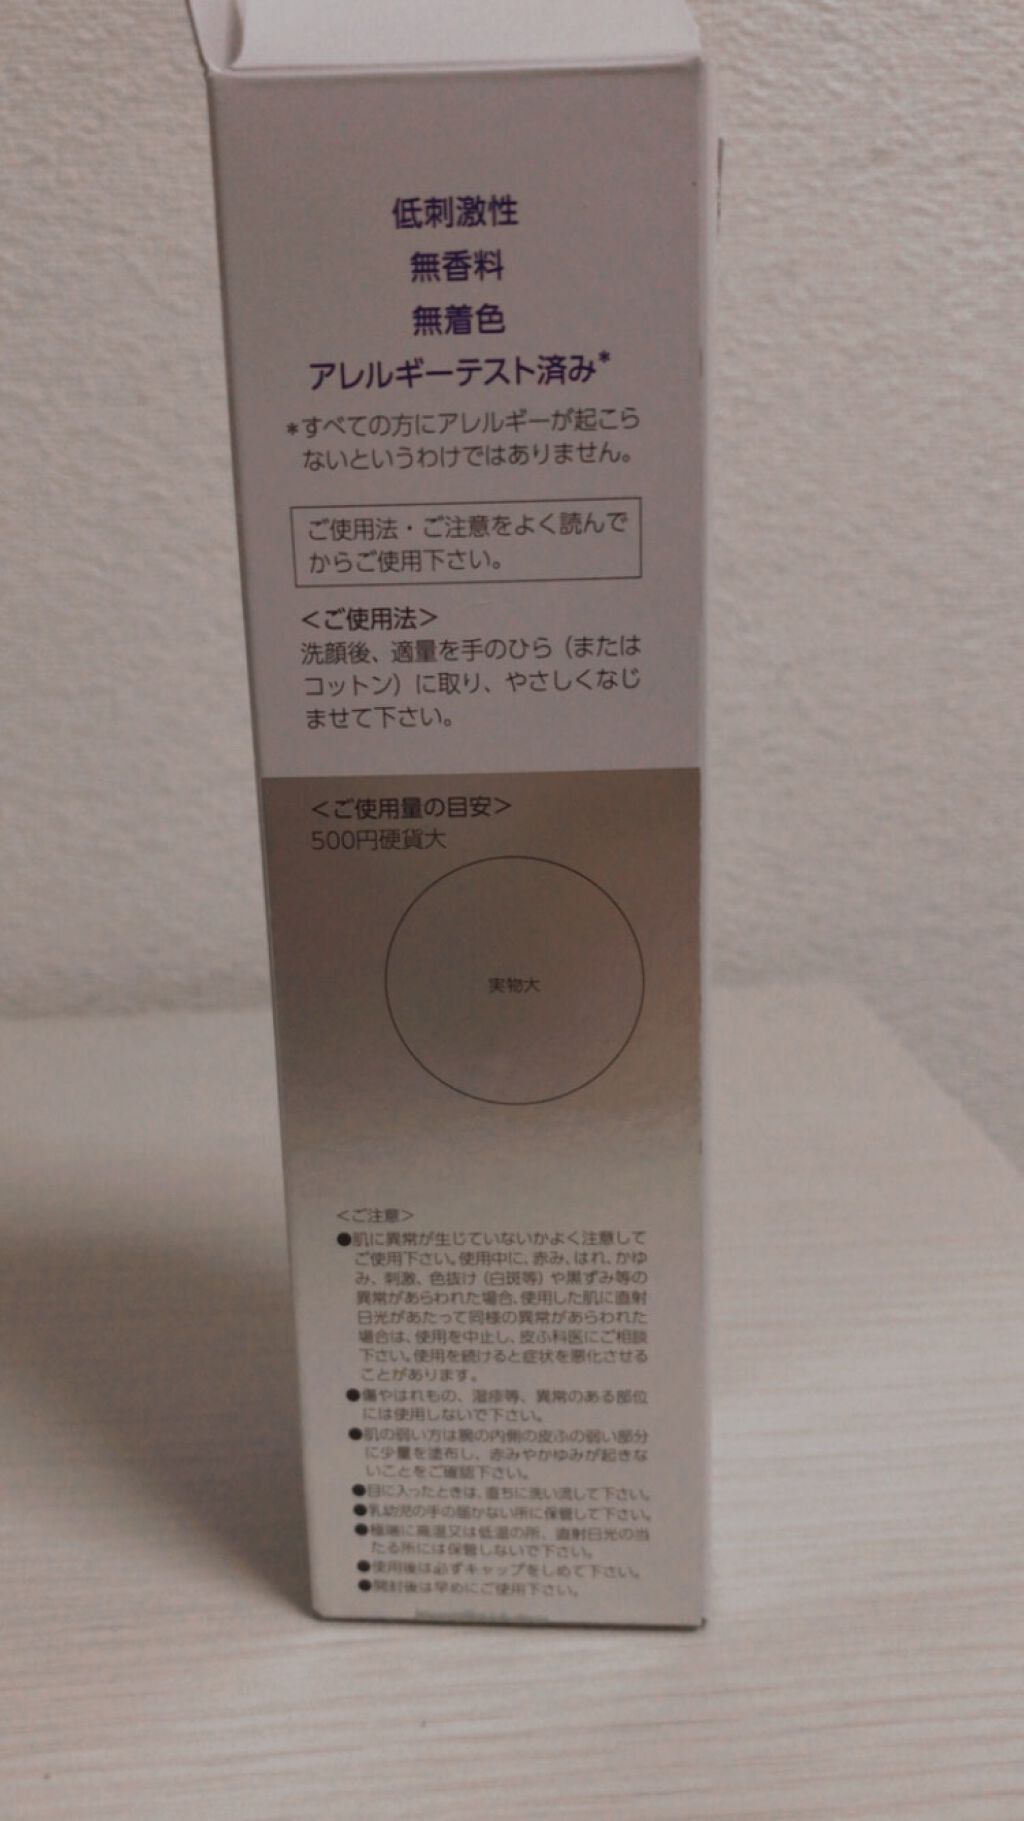 低刺激性
無香料
無着色
アレルギーテスト済み*
*すべての方にアレルギーが起こら
ないというわけではありません。
ご使用法・ご注意をよく読んで
からご使用下さい。
＜ご使用法＞
洗顔後、適量を手のひら（または
コットン）に取り、やさしくなじ
ませて下さい。
＜ご使用量の目安＞
500円硬貨大
実物大
＜ご注意＞
●肌に異常が生じていないかよく注意して
ご使用下さい。使用中に、赤み、はれ、かゆ
み、刺激、色抜け（白斑等）や黒ずみ等の
異常があらわれた場合、使用した肌に直射
日光があたって同様の異常があらわれた
場合は、使用を中止し、皮ふ科医にご相談
下さい。使用を続けると症状を悪化させる
ことがあります。
●傷やはれもの、湿疹等、異常のある部位
には使用しないで下さい。
●肌の弱い方は腕の内側の皮ふの弱い部分
に少量を塗布し、赤みやかゆみが起きな
いことをご確認下さい。
●目に入ったときは、直ちに洗い流して下さい。
●乳幼児の手の届かない所に保管して下さい。
●極端に高温又は低温の所、直射日光の当
たる所には保管しないで下さい。
●使用後は必ずキャップをしめて下さい。
●開封後は早めにご使用下さい。